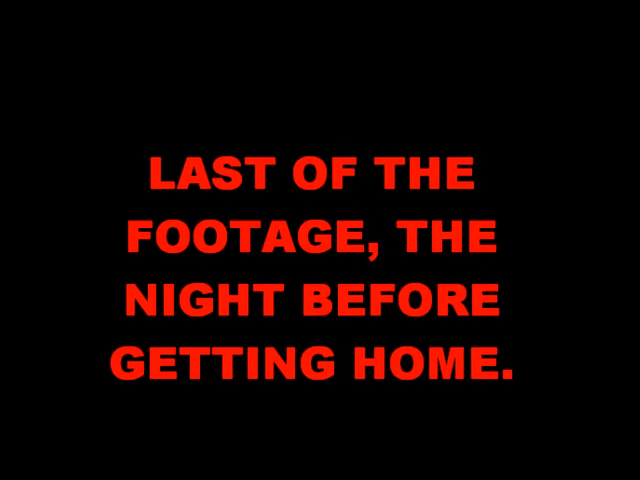 LAST OF THE
FOOTAGE, THE
NIGHT BEFORE
GETTING HOME.